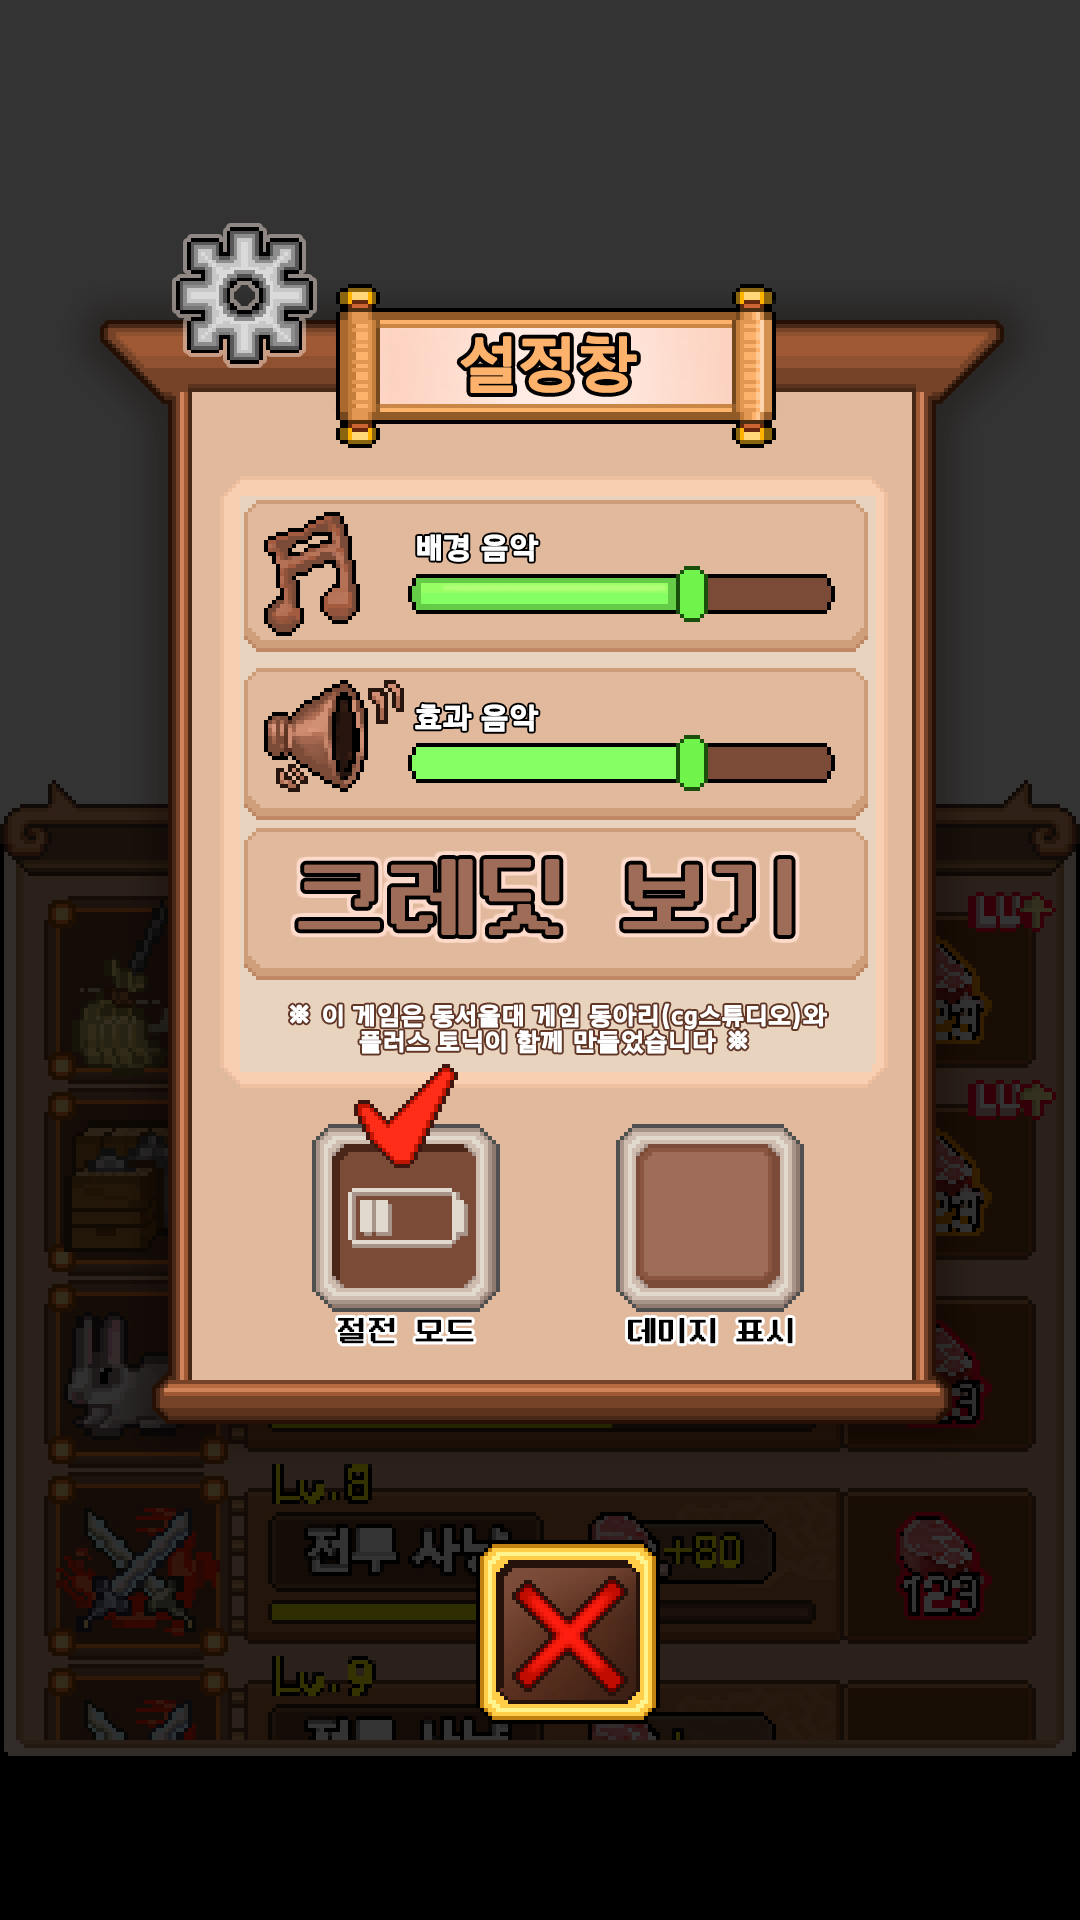 설정창
배경 음악
효과 음악
크레딧 보기
※ 이 게임은 동서울대 게임 동아리(cg스튜디오)와
플러스 토닉이 함께 만들었습니다 ※
절전 모드
데미지 표시
LV
LV
Lv.8
전투
+80
123
Lv.9